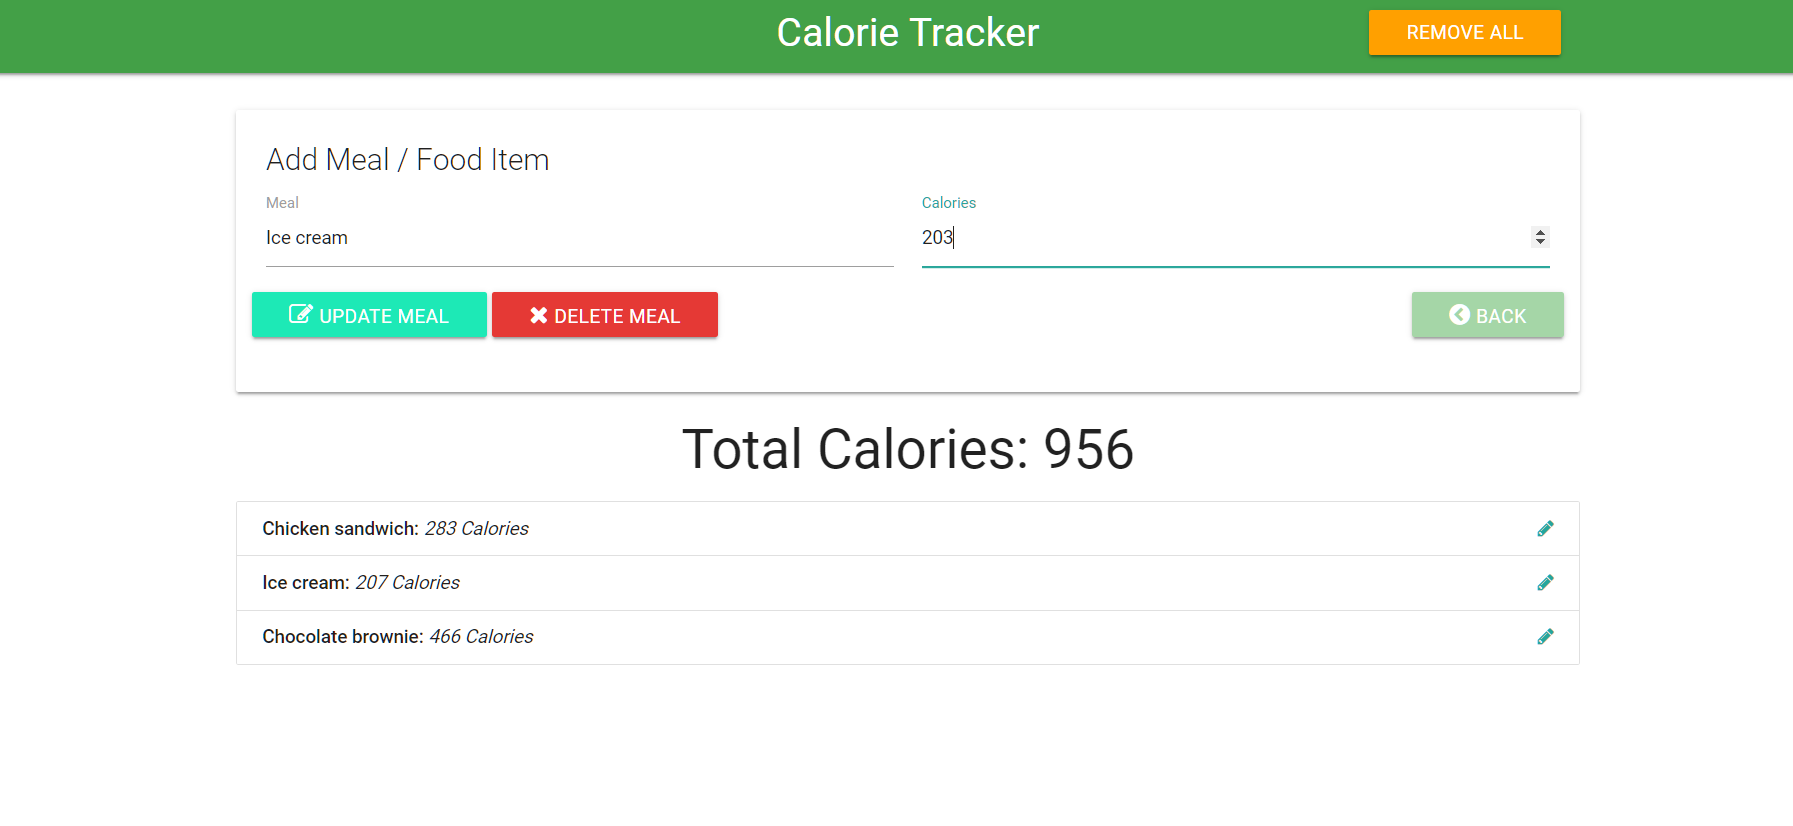 Calorie Tracker
REMOVE ALL
Add Meal / Food Item
Meal
Calories
Ice cream
203
UPDATE MEAL
DELETE MEAL
BACK
Total Calories: 956
Chicken sandwich: 283 Calories
Ice cream: 207 Calories
Chocolate brownie: 466 Calories